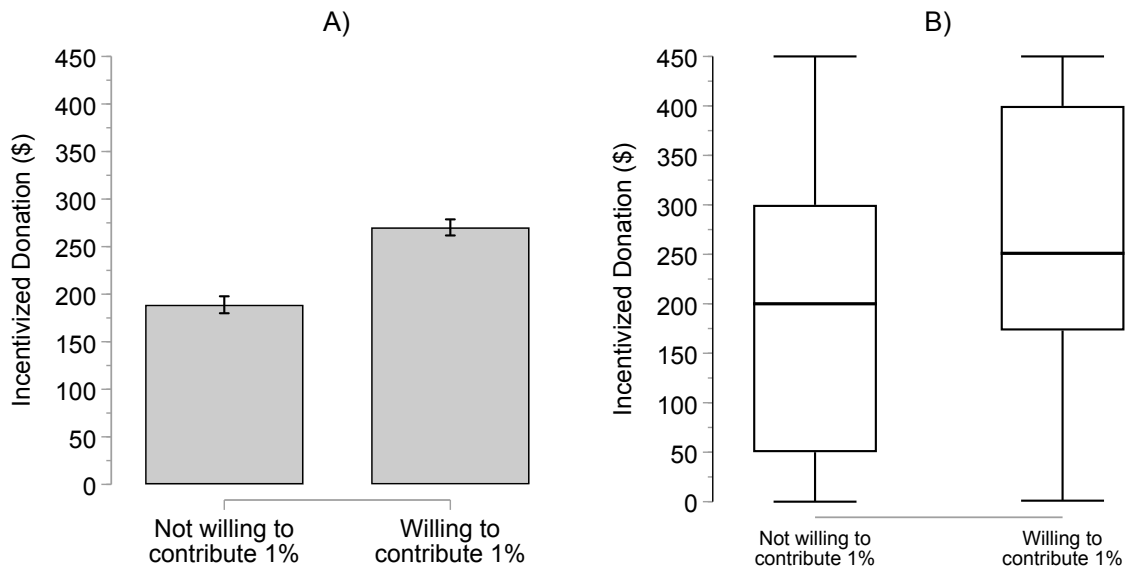 A)
Incentivized Donation ($)
450
400
350
300
250
200
150
100
50
0
Not willing to
contribute 1%
Willing to
contribute 1%
B)
Incentivized Donation ($)
450
400
350
300
250
200
150
100
50
0
Not willing to
contribute 1%
Willing to
contribute 1%